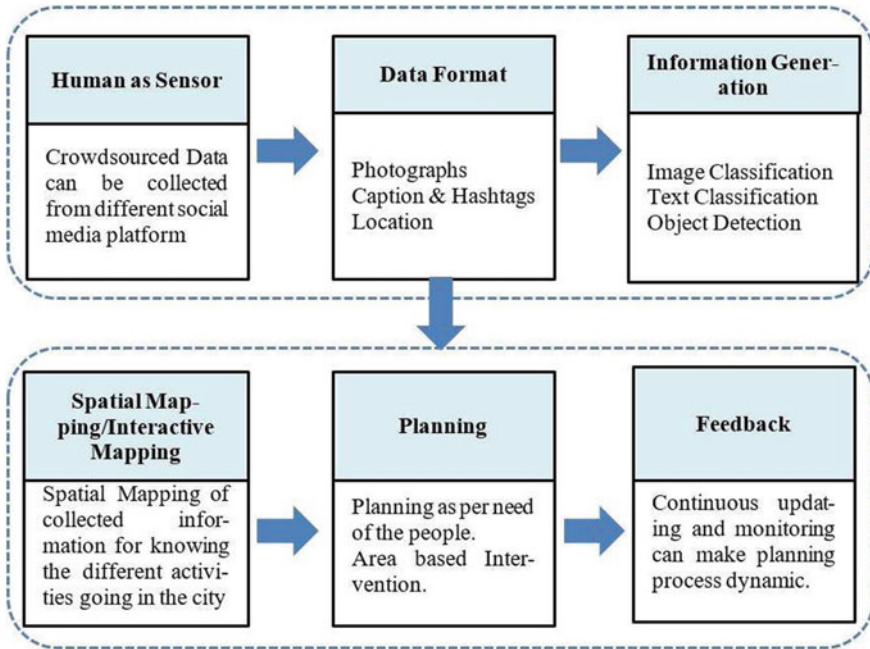 Human as Sensor
Crowdsourced Data
can be collected
from different social
media platform
Data Format
Photographs
Caption & Hashtags
Location
Information Gener-
ation
Image Classification
Text Classification
Object Detection
Spatial Map-
ping/Interactive
Mapping
Spatial Mapping of
collected infor-
mation for knowing
the different activi-
ties going in the city
Planning
Planning as per need
of the people.
Area based Inter-
vention.
Feedback
Continuous updat-
ing and monitoring
can make planning
process dynamic.